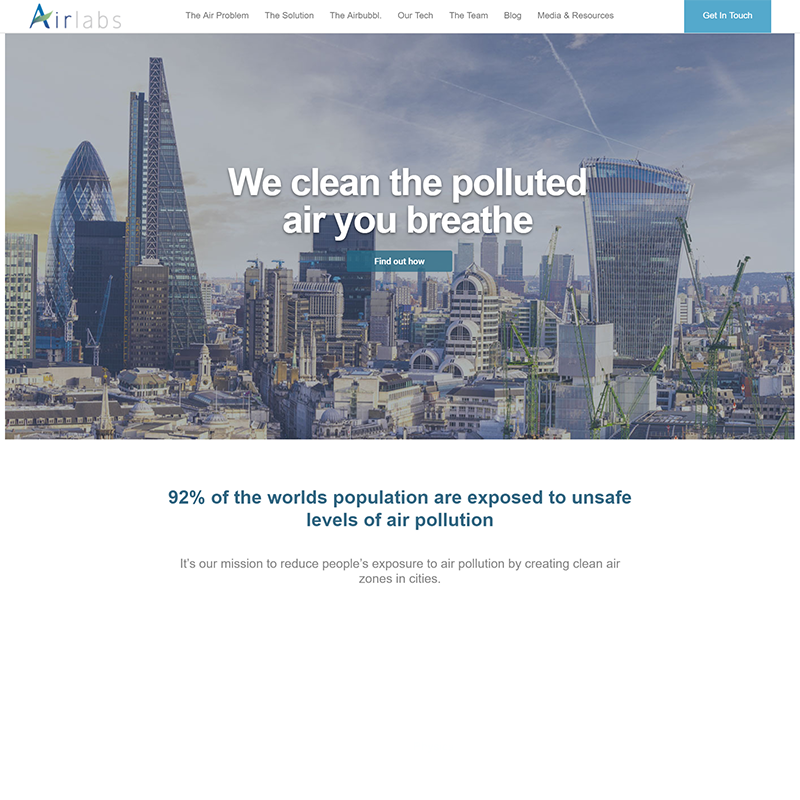 Airlabs
The Air Problem
The Solution
The Airbubbl.
Our Tech
The Team
Blog
Media & Resources
Get In Touch
We clean the polluted
air you breathe
Find out how
92% of the worlds population are exposed to unsafe
levels of air pollution
It's our mission to reduce people's exposure to air pollution by creating clean air
zones in cities.